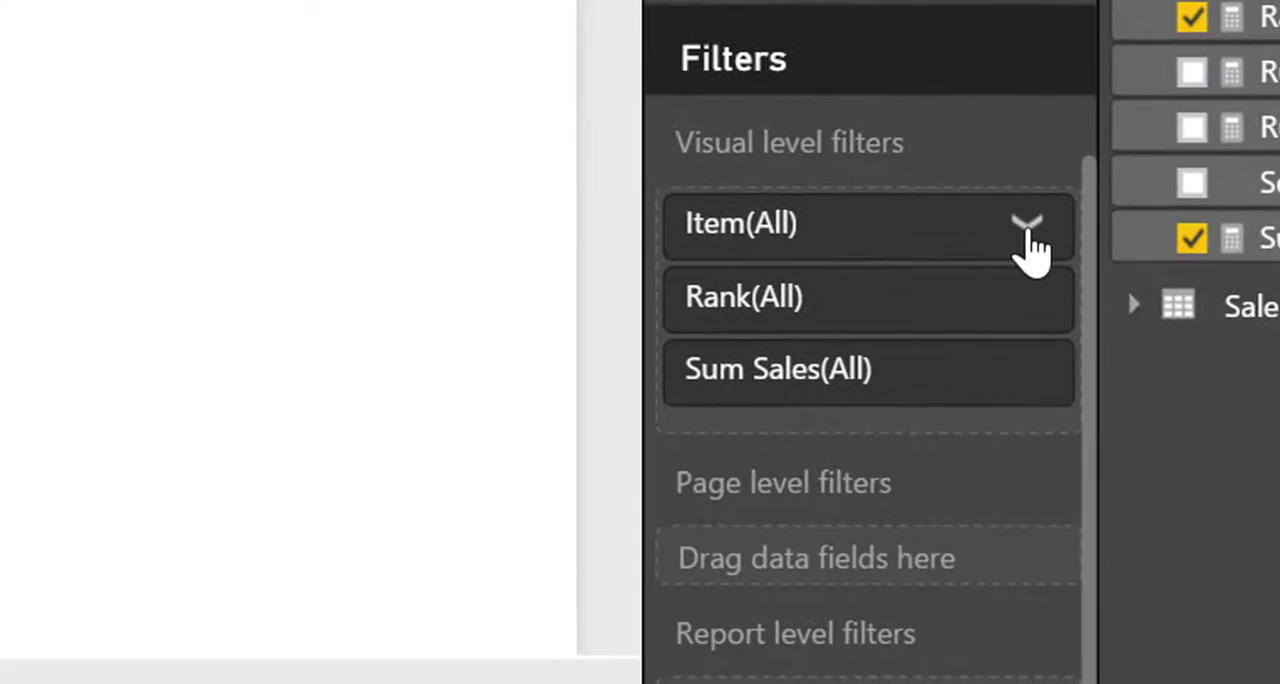 Filters
Visual level filters
Item(All)
Rank(All)
Sum Sales(All)
Page level filters
Drag data fields here
Report level filters